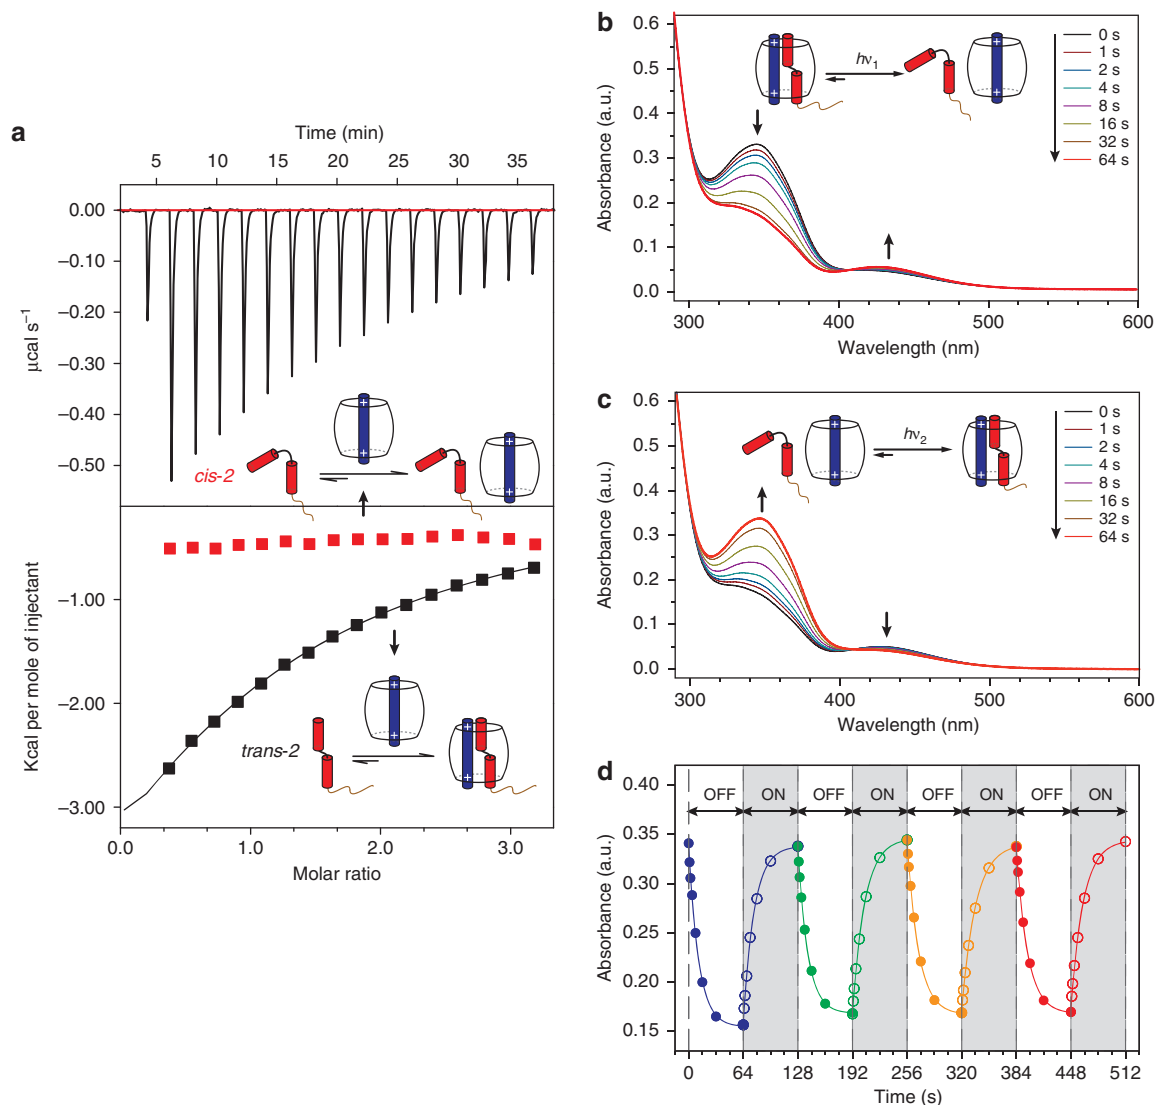 a
Time (min)
5 10 15 20 25 30 35
0.00
−0.10
−0.20
−0.30
−0.40
−0.50
μcal s⁻¹
cis-2
−1.00
−2.00
−3.00
Kcal per mole of injectant
trans-2
0.0 1.0 2.0 3.0
Molar ratio
b
0.6
0.5
0.4
0.3
0.2
0.1
0.0
Absorbance (a.u.)
hν₁
0 s
1 s
2 s
4 s
8 s
16 s
32 s
64 s
300 400 500 600
Wavelength (nm)
c
0.6
0.5
0.4
0.3
0.2
0.1
0.0
Absorbance (a.u.)
hν₂
0 s
1 s
2 s
4 s
8 s
16 s
32 s
64 s
300 400 500 600
Wavelength (nm)
d
0.40
0.35
0.30
0.25
0.20
0.15
Absorbance (a.u.)
OFF ON OFF ON OFF ON OFF ON
0 64 128 192 256 320 384 448 512
Time (s)